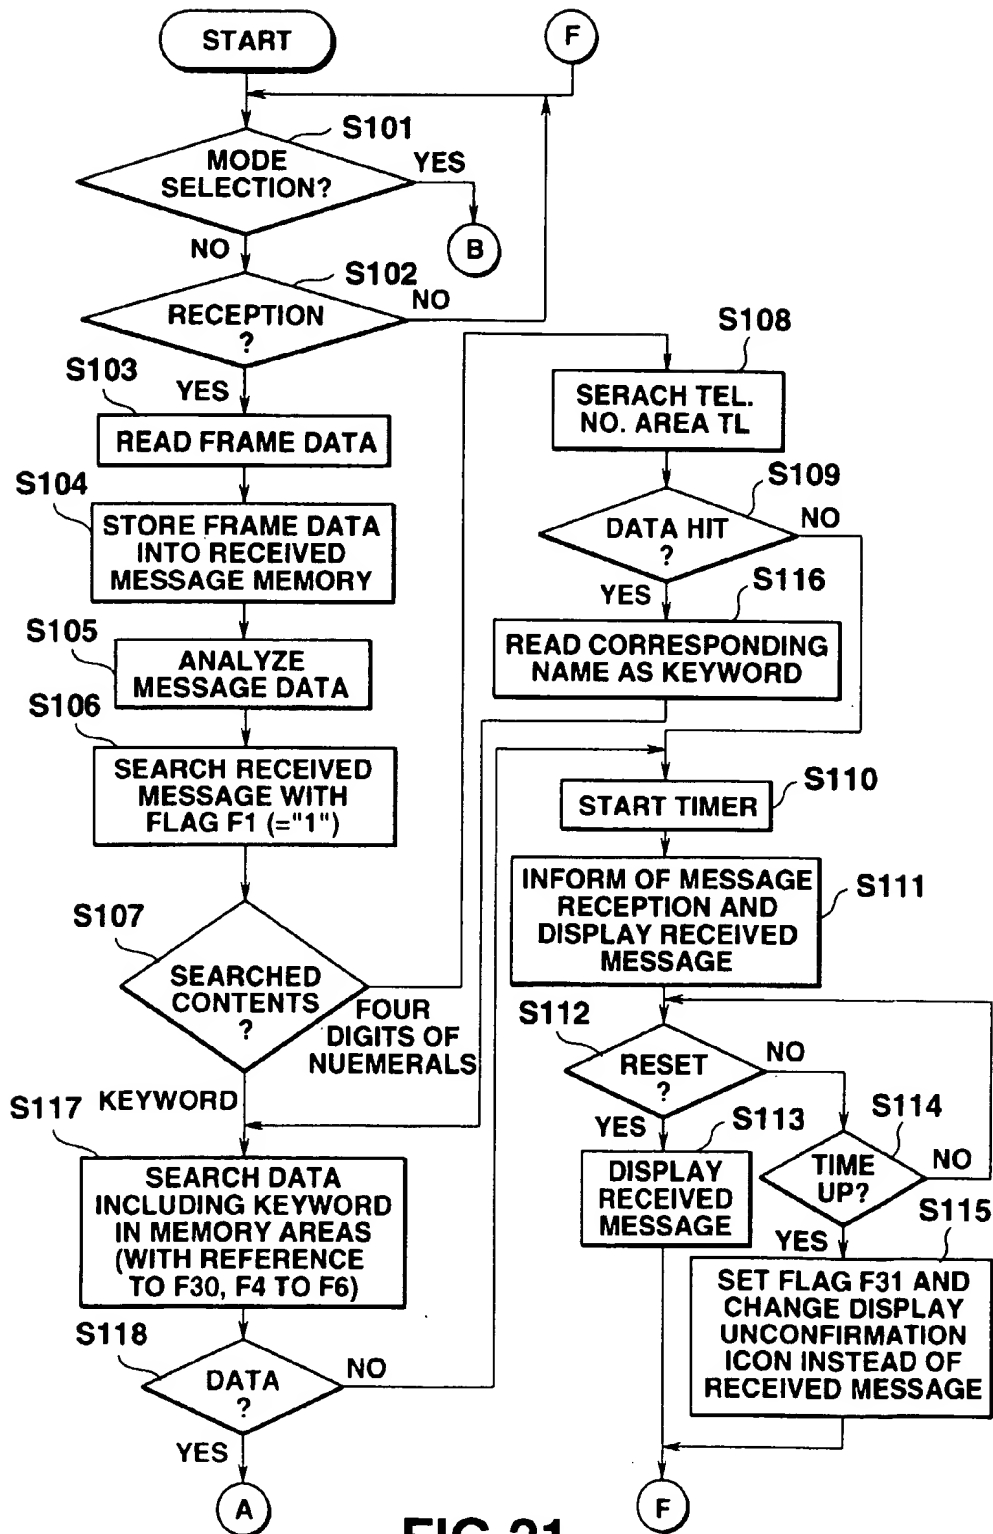 START
F
S101
MODE
SELECTION?
YES
B
NO
S102
RECEPTION
?
NO
S103
YES
READ FRAME DATA
S104
STORE FRAME DATA
INTO RECEIVED
MESSAGE MEMORY
S105
ANALYZE
MESSAGE DATA
S106
SEARCH RECEIVED
MESSAGE WITH
FLAG F1 (="1")
S107
SEARCHED
CONTENTS
?
FOUR
DIGITS OF
NUEMERALS
KEYWORD
S117
SEARCH DATA
INCLUDING KEYWORD
IN MEMORY AREAS
(WITH REFERENCE
TO F30, F4 TO F6)
S118
DATA
?
NO
YES
A
S108
SERACH TEL.
NO. AREA TL
S109
DATA HIT
?
NO
YES
S116
READ CORRESPONDING
NAME AS KEYWORD
S110
START TIMER
S111
INFORM OF MESSAGE
RECEPTION AND
DISPLAY RECEIVED
MESSAGE
S112
RESET
?
NO
YES
S113
DISPLAY
RECEIVED
MESSAGE
S114
TIME
UP?
NO
YES
S115
SET FLAG F31 AND
CHANGE DISPLAY
UNCONFIRMATION
ICON INSTEAD OF
RECEIVED MESSAGE
F
FIG.21